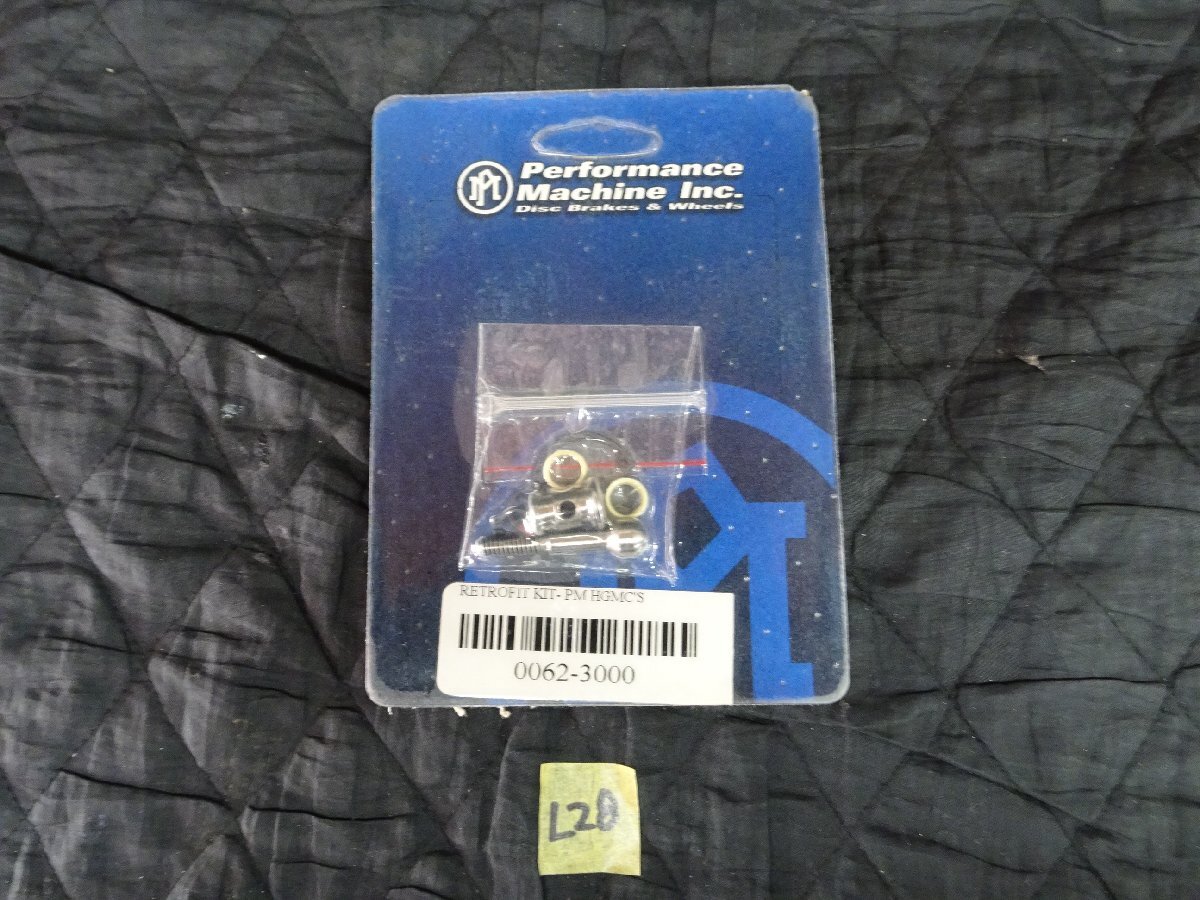 Performance
Machine Inc.
Disc Brakes & Wheels
RETROFIT KIT- PM HGMC'S
0062-3000
L20